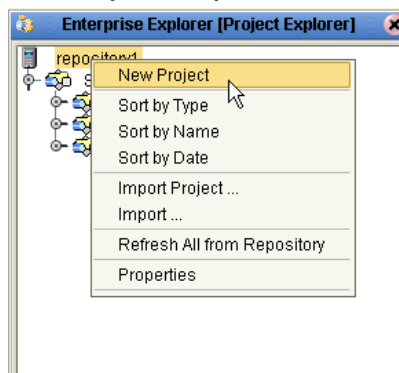 Enterprise Explorer [Project Explorer]
repository1
S
New Project
Sort by Type
Sort by Name
Sort by Date
Import Project ...
Import ...
Refresh All from Repository
Properties